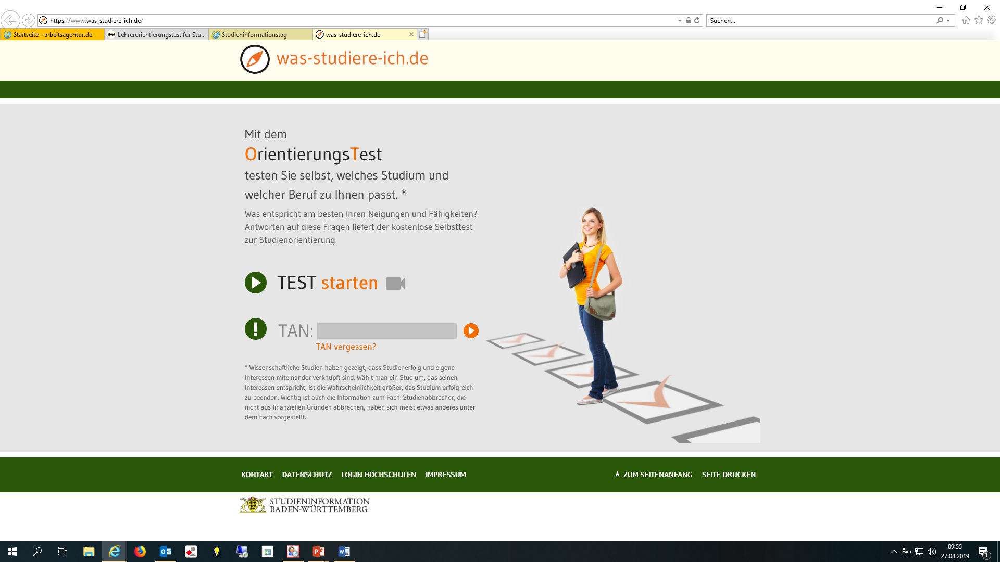 https://www.was-studiere-ich.de/
Suchen...
Startseite - arbeitsagentur.de
Lehrerorientierungstest für Stu...
Studieninformationstag
was-studiere-ich.de
was-studiere-ich.de
Mit dem
OrientierungsTest
testen Sie selbst, welches Studium und
welcher Beruf zu Ihnen passt. *
Was entspricht am besten Ihren Neigungen und Fähigkeiten?
Antworten auf diese Fragen liefert der kostenlose Selbsttest
zur Studienorientierung.
TEST starten
TAN:
TAN vergessen?
* Wissenschaftliche Studien haben gezeigt, dass Studienerfolg und eigene
Interessen miteinander verknüpft sind. Wählt man ein Studium, das seinen
Interessen entspricht, ist die Wahrscheinlichkeit größer, das Studium erfolgreich
zu beenden. Wichtig ist auch die Information zum Fach. Studienabbrecher, die
nicht aus finanziellen Gründen abbrechen, haben sich meist etwas anderes unter
dem Fach vorgestellt.
KONTAKT DATENSCHUTZ LOGIN HOCHSCHULEN IMPRESSUM ZUM SEITENANFANG SEITE DRUCKEN
STUDIENINFORMATION
BADEN-WÜRTTEMBERG
09:55
27.08.2019
1